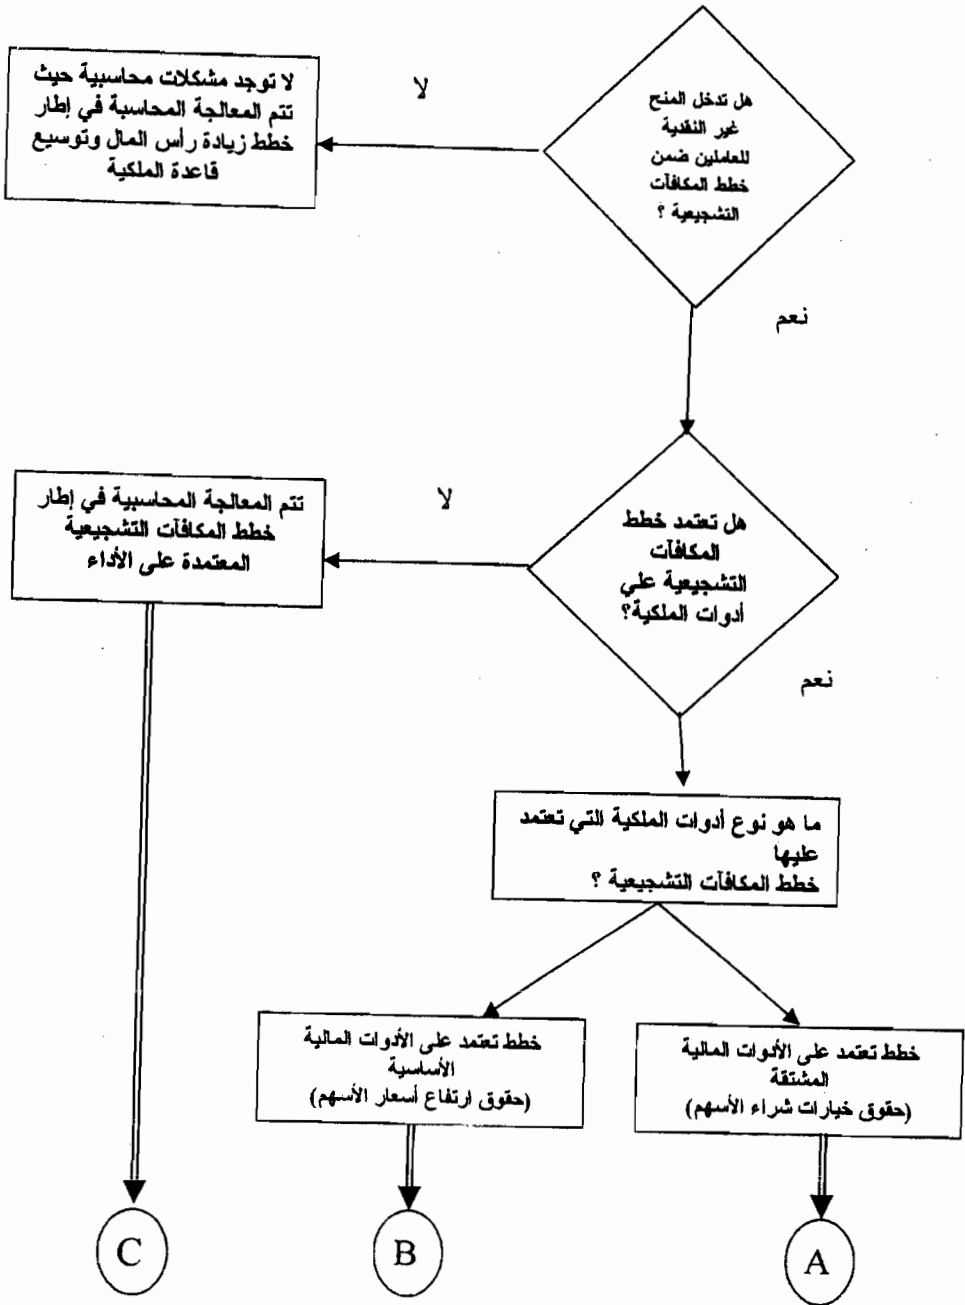 هل تدخل المنح
غير النقدية
للعاملين ضمن
خطط المكافآت
التشجيعية ؟
لا
لا توجد مشكلات محاسبية حيث
تتم المعالجة المحاسبة في إطار
خطط زيادة رأس المال وتوسيع
قاعدة الملكية
نعم
هل تعتمد خطط
المكافآت
التشجيعية علي
أدوات الملكية؟
لا
تتم المعالجة المحاسبية في إطار
خطط المكافآت التشجيعية
المعتمدة على الأداء
نعم
ما هو نوع أدوات الملكية التي تعتمد
عليها
خطط المكافآت التشجيعية ؟
خطط تعتمد على الأدوات المالية
المشتقة
(حقوق خيارات شراء الأسهم)
خطط تعتمد على الأدوات المالية
الأساسية
(حقوق ارتفاع أسعار الأسهم)
A
B
C